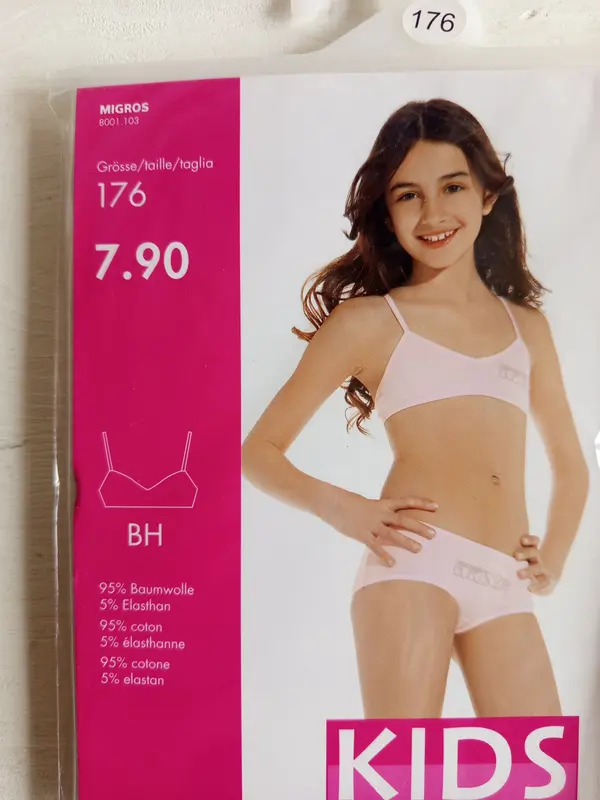 176
MIGROS
8001.103
Grösse/taille/taglia
176
7.90
BH
95% Baumwolle
5% Elasthan
95% coton
5% élasthanne
95% cotone
5% elastan
KIDS